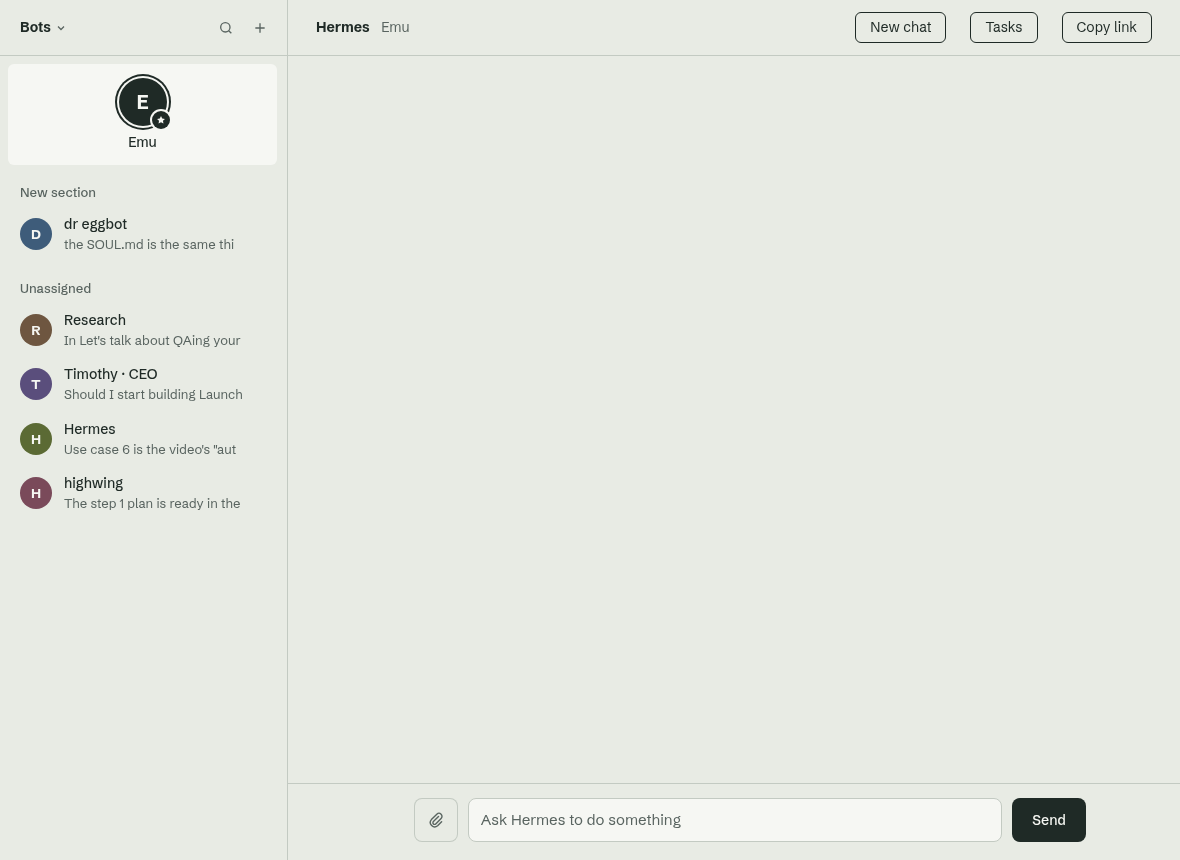 Bots
Hermes Emu
New chat
Tasks
Copy link
E
Emu
New section
D
dr eggbot
the SOUL.md is the same thi
Unassigned
R
Research
In Let's talk about QAing your
T
Timothy · CEO
Should I start building Launch
H
Hermes
Use case 6 is the video's "aut
H
highwing
The step 1 plan is ready in the
Ask Hermes to do something
Send